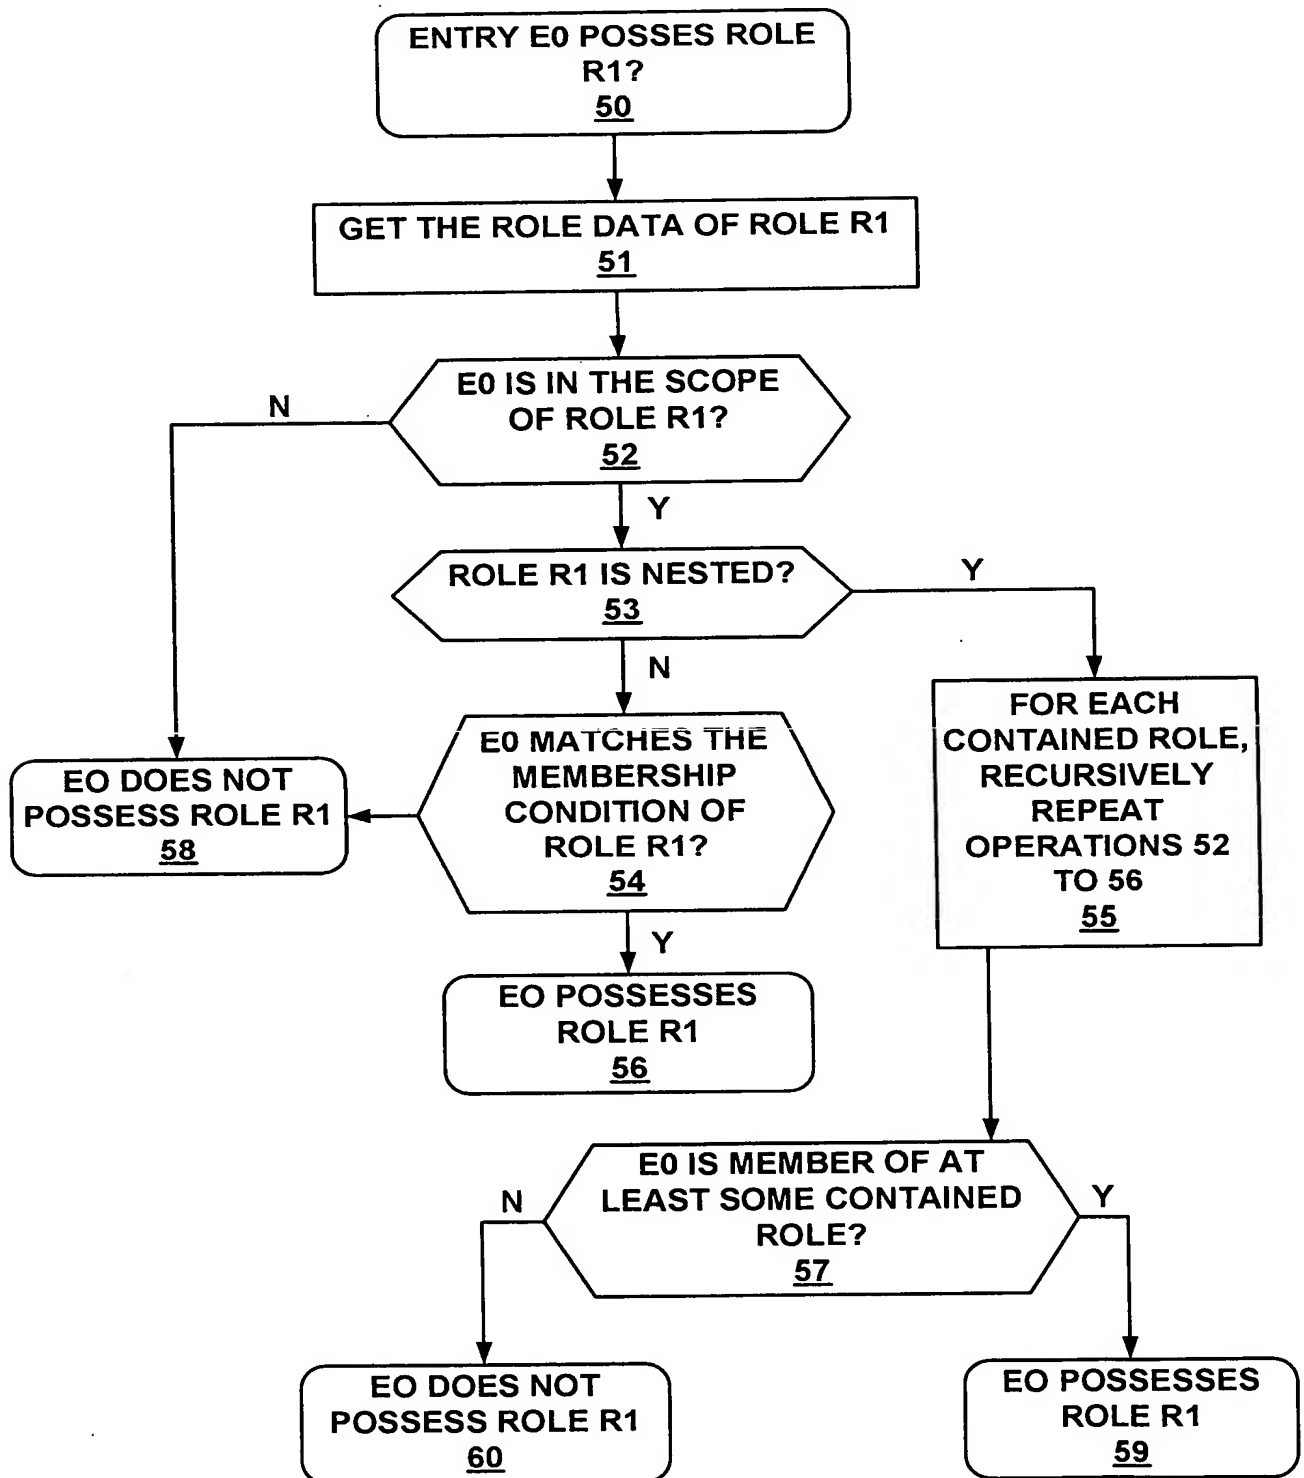 ENTRY E0 POSSES ROLE
R1?
50
GET THE ROLE DATA OF ROLE R1
51
E0 IS IN THE SCOPE
OF ROLE R1?
52
N
Y
ROLE R1 IS NESTED?
53
Y
N
E0 MATCHES THE
MEMBERSHIP
CONDITION OF
ROLE R1?
54
EO DOES NOT
POSSESS ROLE R1
58
FOR EACH
CONTAINED ROLE,
RECURSIVELY
REPEAT
OPERATIONS 52
TO 56
55
Y
EO POSSESSES
ROLE R1
56
E0 IS MEMBER OF AT
LEAST SOME CONTAINED
ROLE?
57
N
Y
EO DOES NOT
POSSESS ROLE R1
60
EO POSSESSES
ROLE R1
59